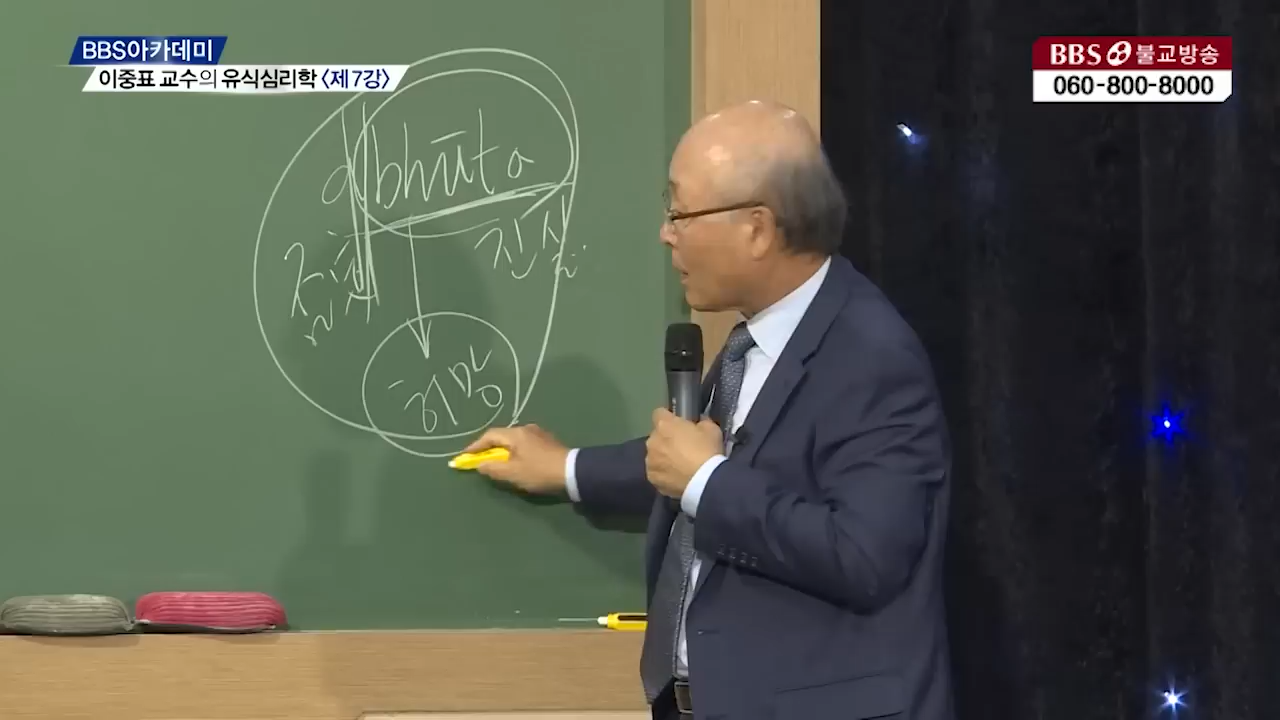 BBS아카데미
이중표 교수의 유식심리학 〈제7강〉
BBS 불교방송
060-800-8000
abhūta
진실
허망